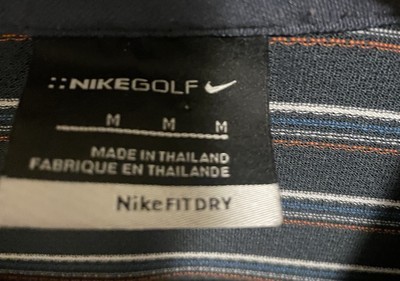 NIKEGOLF
M M M
MADE IN THAILAND
FABRIQUE EN THAILANDE
NikeFITDRY